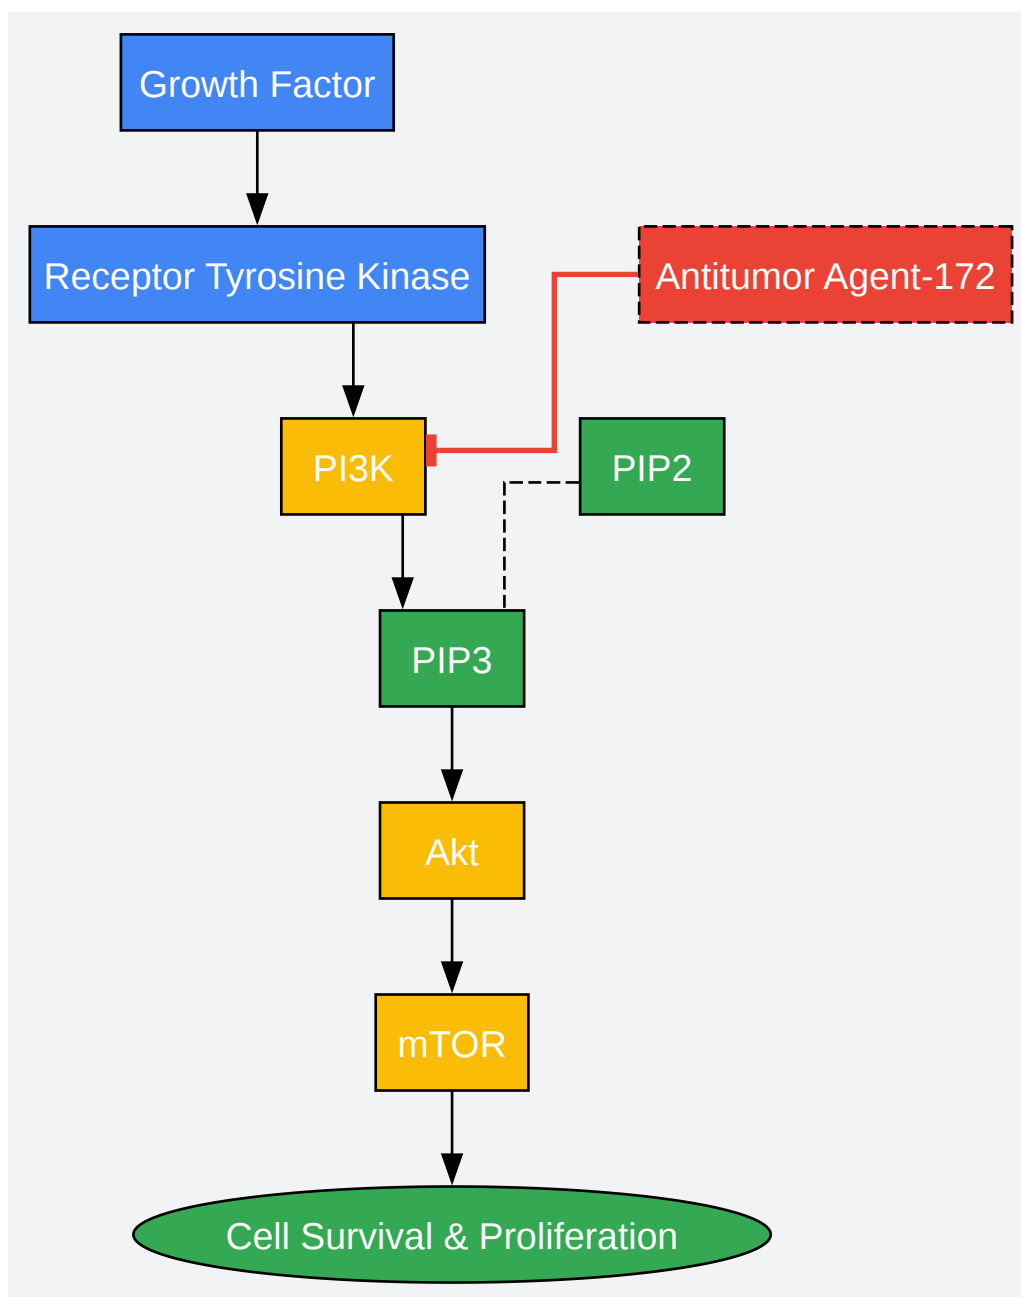 Growth Factor
Receptor Tyrosine Kinase
Antitumor Agent-172
PI3K
PIP2
PIP3
Akt
mTOR
Cell Survival & Proliferation